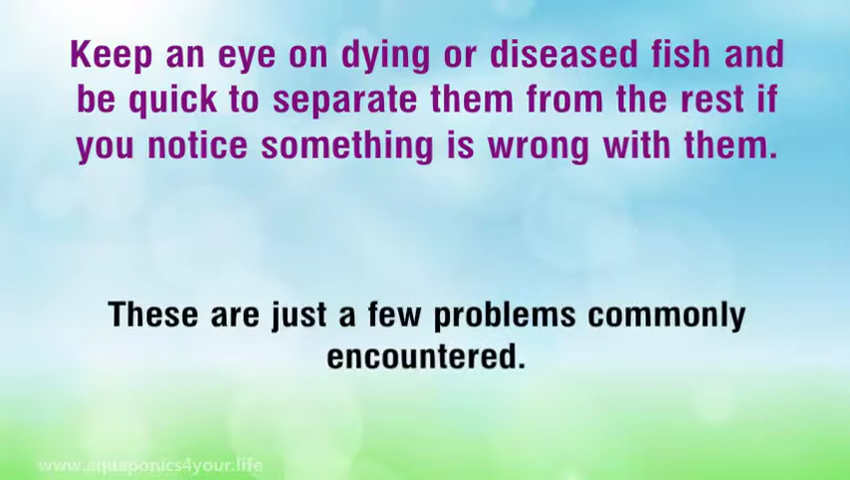 Keep an eye on dying or diseased fish and
be quick to separate them from the rest if
you notice something is wrong with them.
These are just a few problems commonly
encountered.
www.aquaponics4your.life